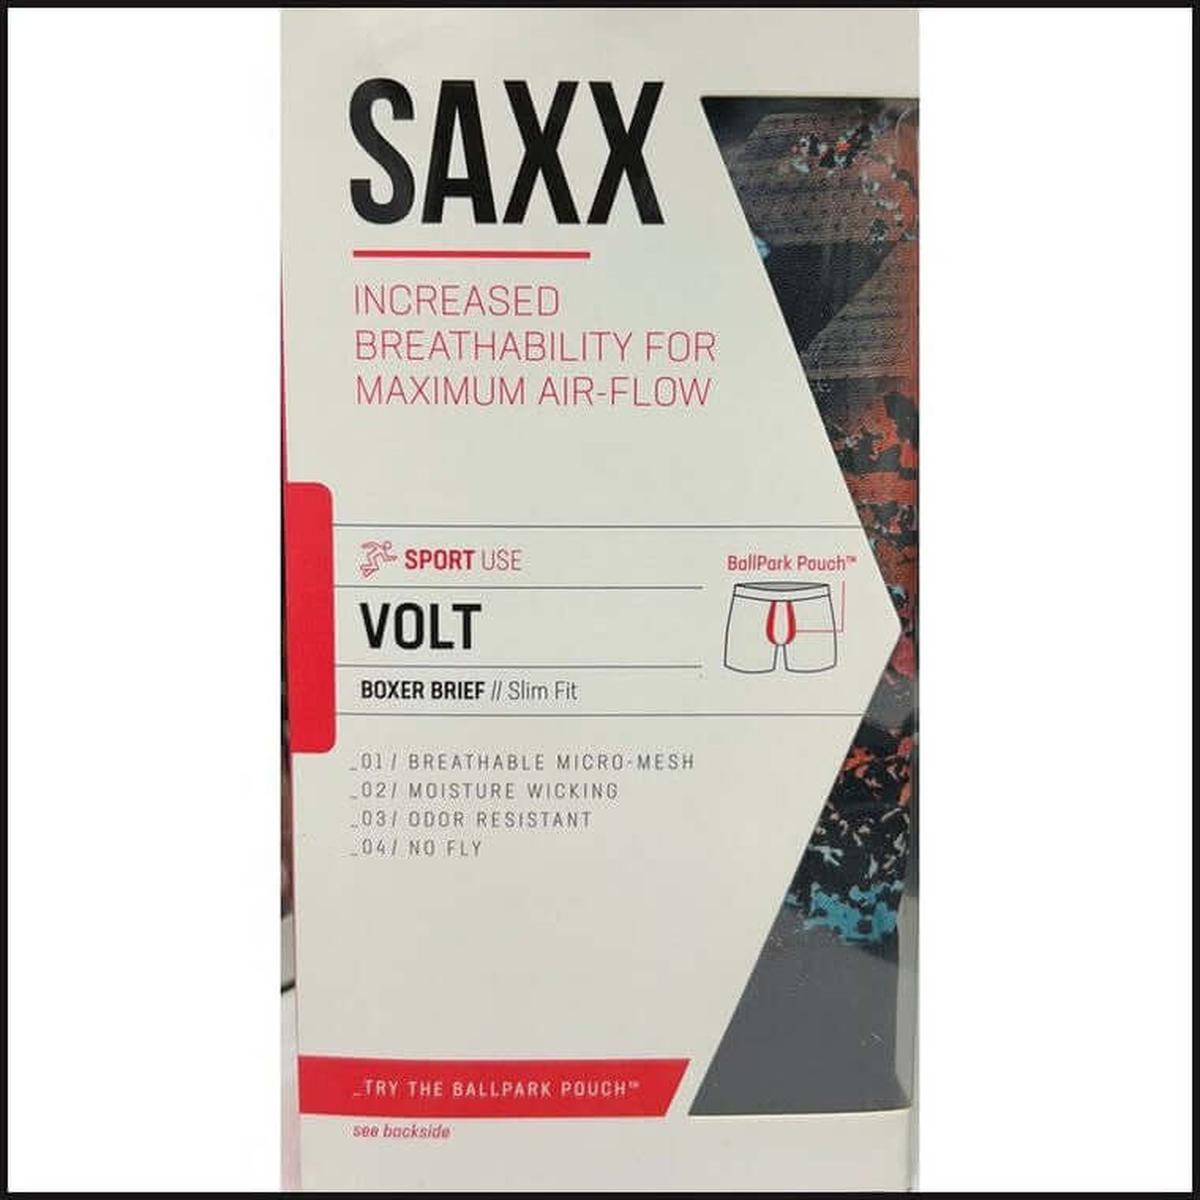 SAXX
INCREASED
BREATHABILITY FOR
MAXIMUM AIR-FLOW
SPORT USE
BallPark Pouch™
VOLT
BOXER BRIEF // Slim Fit
_01/ BREATHABLE MICRO-MESH
_02/ MOISTURE WICKING
_03/ ODOR RESISTANT
_04/ NO FLY
_TRY THE BALLPARK POUCH™
see backside